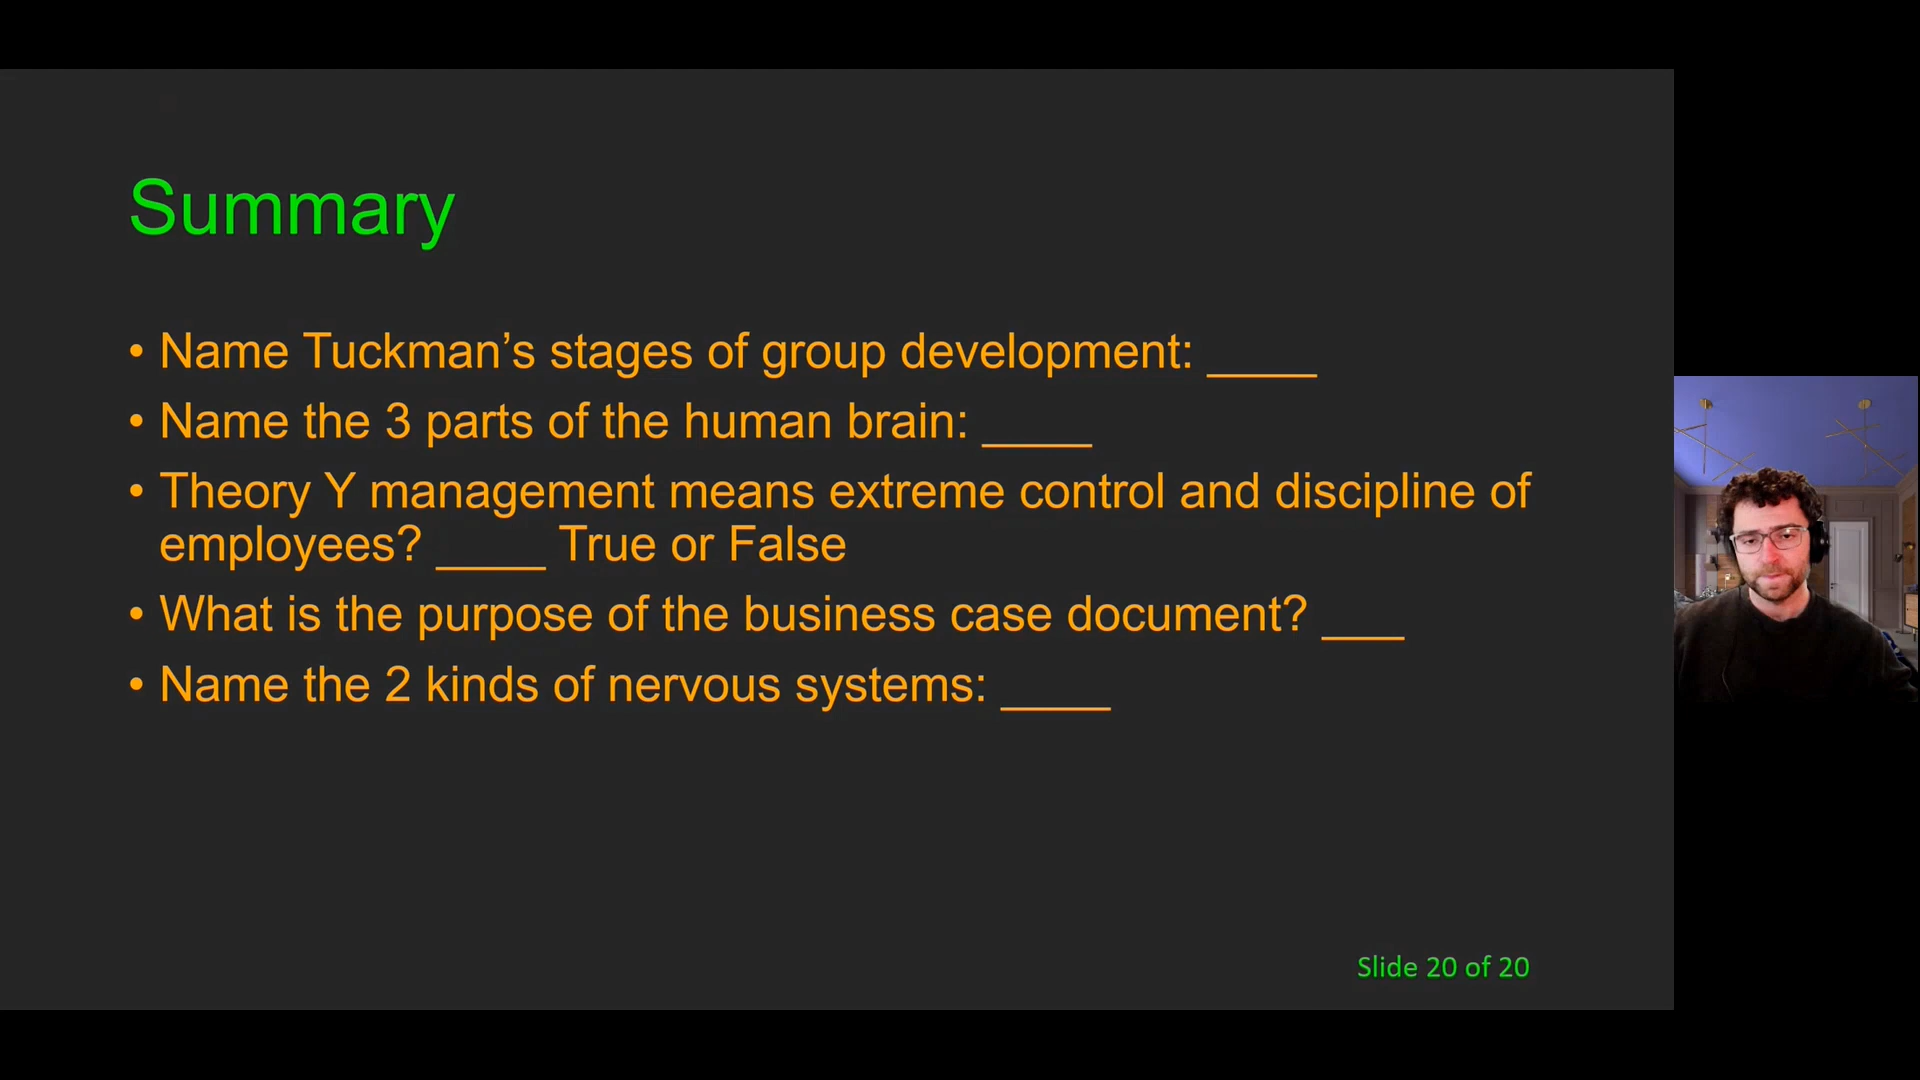 Summary
• Name Tuckman’s stages of group development: ____
• Name the 3 parts of the human brain: ____
• Theory Y management means extreme control and discipline of
employees? ____ True or False
• What is the purpose of the business case document? ___
• Name the 2 kinds of nervous systems: ____
Slide 20 of 20